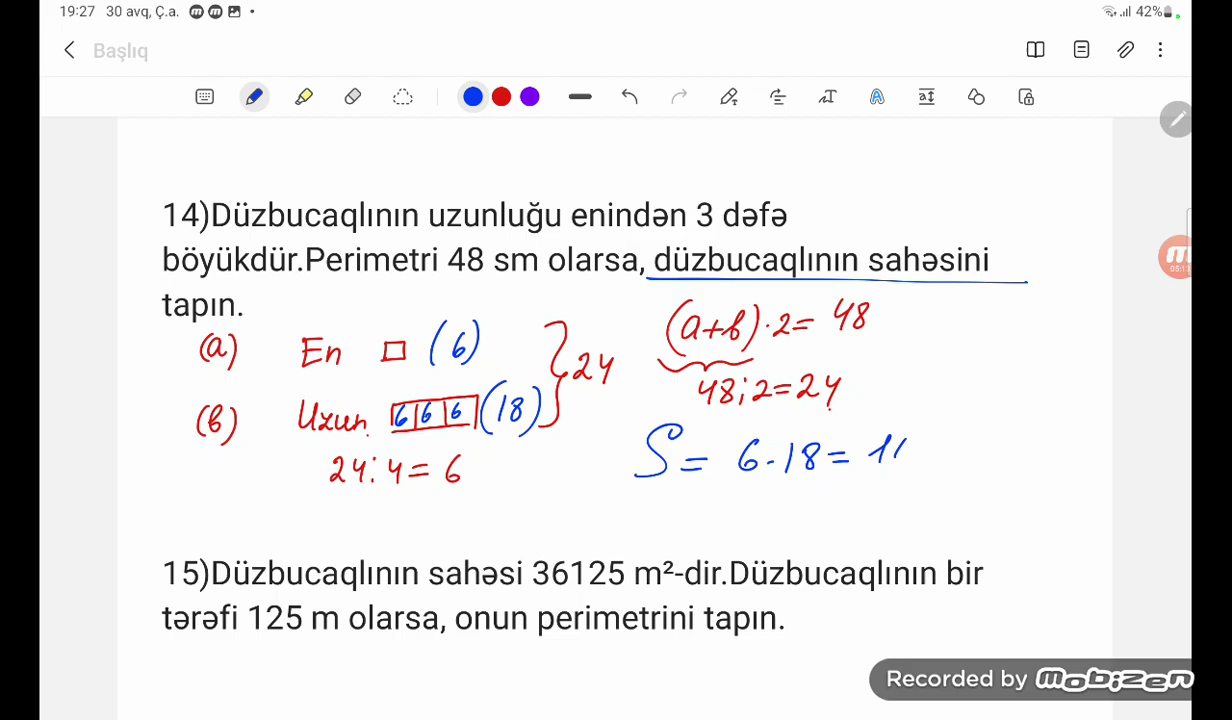 19:27 30 avq, Ç.a.
42%
Başlıq
14)Düzbucaqlının uzunluğu enindən 3 dəfə
böyükdür.Perimetri 48 sm olarsa, düzbucaqlının sahəsini
tapın.
(a+b)·2= 48
(a) En (6)
24
48:2=24
(b) Uzun. 6 6 6 (18)
24:4= 6
S= 6·18=
15)Düzbucaqlının sahəsi 36125 m²-dir.Düzbucaqlının bir
tərəfi 125 m olarsa, onun perimetrini tapın.
Recorded by mobizen